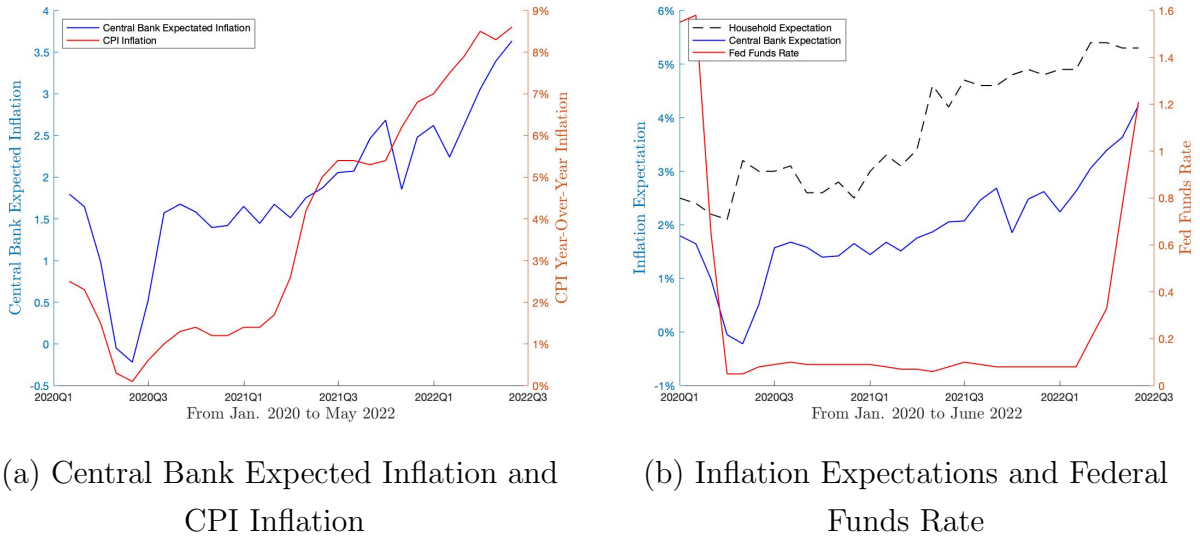 Central Bank Expectated Inflation
CPI Inflation
Central Bank Expected Inflation
4
3.5
3
2.5
2
1.5
1
0.5
0
-0.5
9%
8%
7%
6%
5%
4%
3%
2%
1%
0%
CPI Year-Over-Year Inflation
2020Q1
2020Q3
2021Q1
2021Q3
2022Q1
2022Q3
From Jan. 2020 to May 2022
(a) Central Bank Expected Inflation and
CPI Inflation
Household Expectation
Central Bank Expectation
Fed Funds Rate
Inflation Expectation
6%
5%
4%
3%
2%
1%
0%
-1%
1.6
1.4
1.2
1
0.8
0.6
0.4
0.2
0
Fed Funds Rate
2020Q1
2020Q3
2021Q1
2021Q3
2022Q1
2022Q3
From Jan. 2020 to June 2022
(b) Inflation Expectations and Federal
Funds Rate